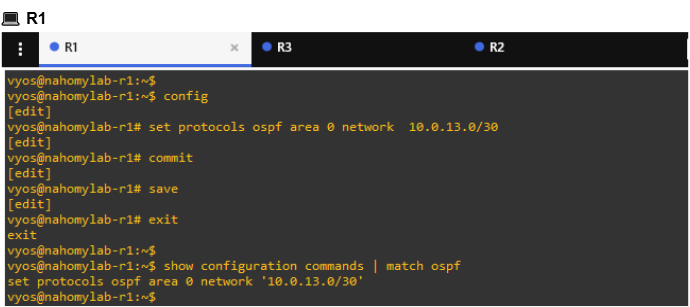 R1
R1 × R3 R2
vyos@nahomylab-r1:~$
vyos@nahomylab-r1:~$ config
[edit]
vyos@nahomylab-r1# set protocols ospf area 0 network  10.0.13.0/30
[edit]
vyos@nahomylab-r1# commit
[edit]
vyos@nahomylab-r1# save
[edit]
vyos@nahomylab-r1# exit
exit
vyos@nahomylab-r1:~$
vyos@nahomylab-r1:~$ show configuration commands | match ospf
set protocols ospf area 0 network '10.0.13.0/30'
vyos@nahomylab-r1:~$